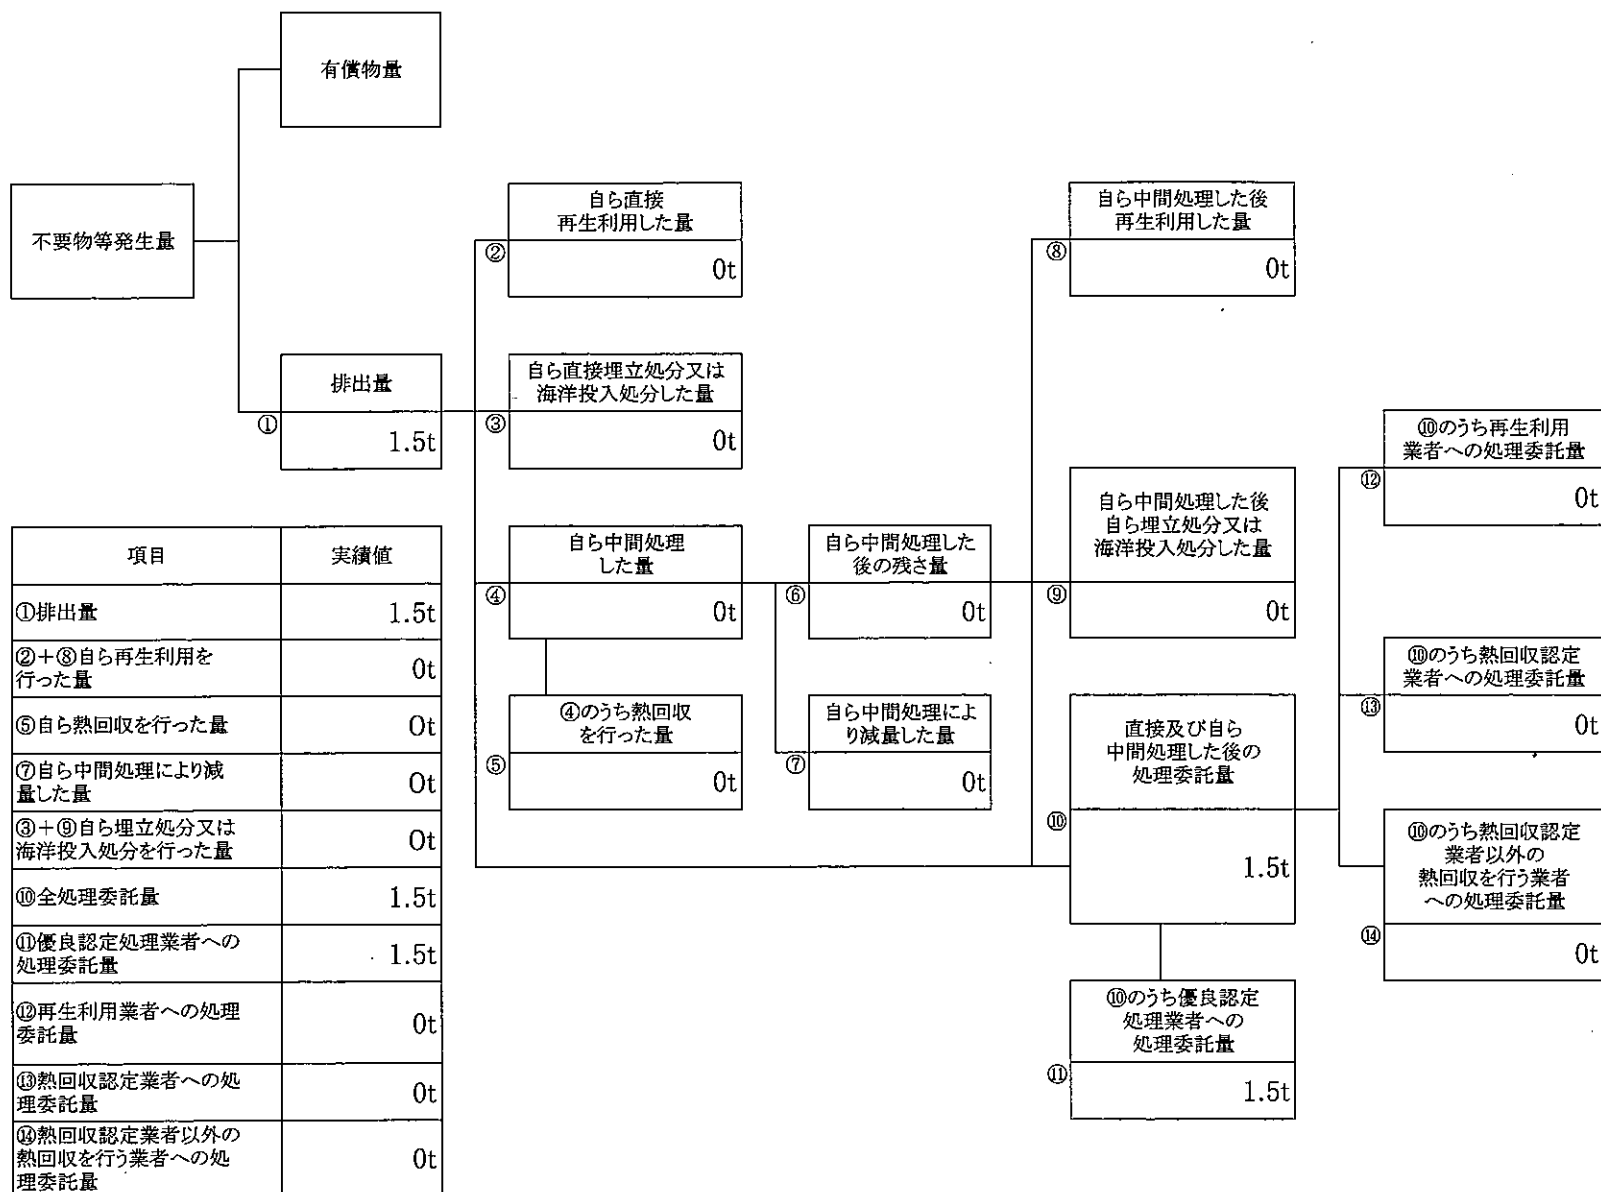 有償物量
不要物等発生量
排出量
①
1.5t
自ら直接
再生利用した量
②
0t
自ら直接埋立処分又は
海洋投入処分した量
③
0t
自ら中間処理
した量
④
0t
④のうち熱回収
を行った量
⑤
0t
自ら中間処理した
後の残さ量
⑥
0t
自ら中間処理によ
り減量した量
⑦
0t
自ら中間処理した後
再生利用した量
⑧
0t
自ら中間処理した後
自ら埋立処分又は
海洋投入処分した量
⑨
0t
直接及び自ら
中間処理した後の
処理委託量
⑩
1.5t
⑩のうち優良認定
処理業者への
処理委託量
⑪
1.5t
⑩のうち再生利用
業者への処理委託量
⑫
0t
⑩のうち熱回収認定
業者への処理委託量
⑬
0t
⑩のうち熱回収認定
業者以外の
熱回収を行う業者
への処理委託量
⑭
0t
項目 実績値
①排出量 1.5t
②+⑧自ら再生利用を
行った量 0t
⑤自ら熱回収を行った量 0t
⑦自ら中間処理により減
量した量 0t
③+⑨自ら埋立処分又は
海洋投入処分を行った量 0t
⑩全処理委託量 1.5t
⑪優良認定処理業者への
処理委託量 1.5t
⑫再生利用業者への処理
委託量 0t
⑬熱回収認定業者への処
理委託量 0t
⑭熱回収認定業者以外の
熱回収を行う業者への処
理委託量 0t